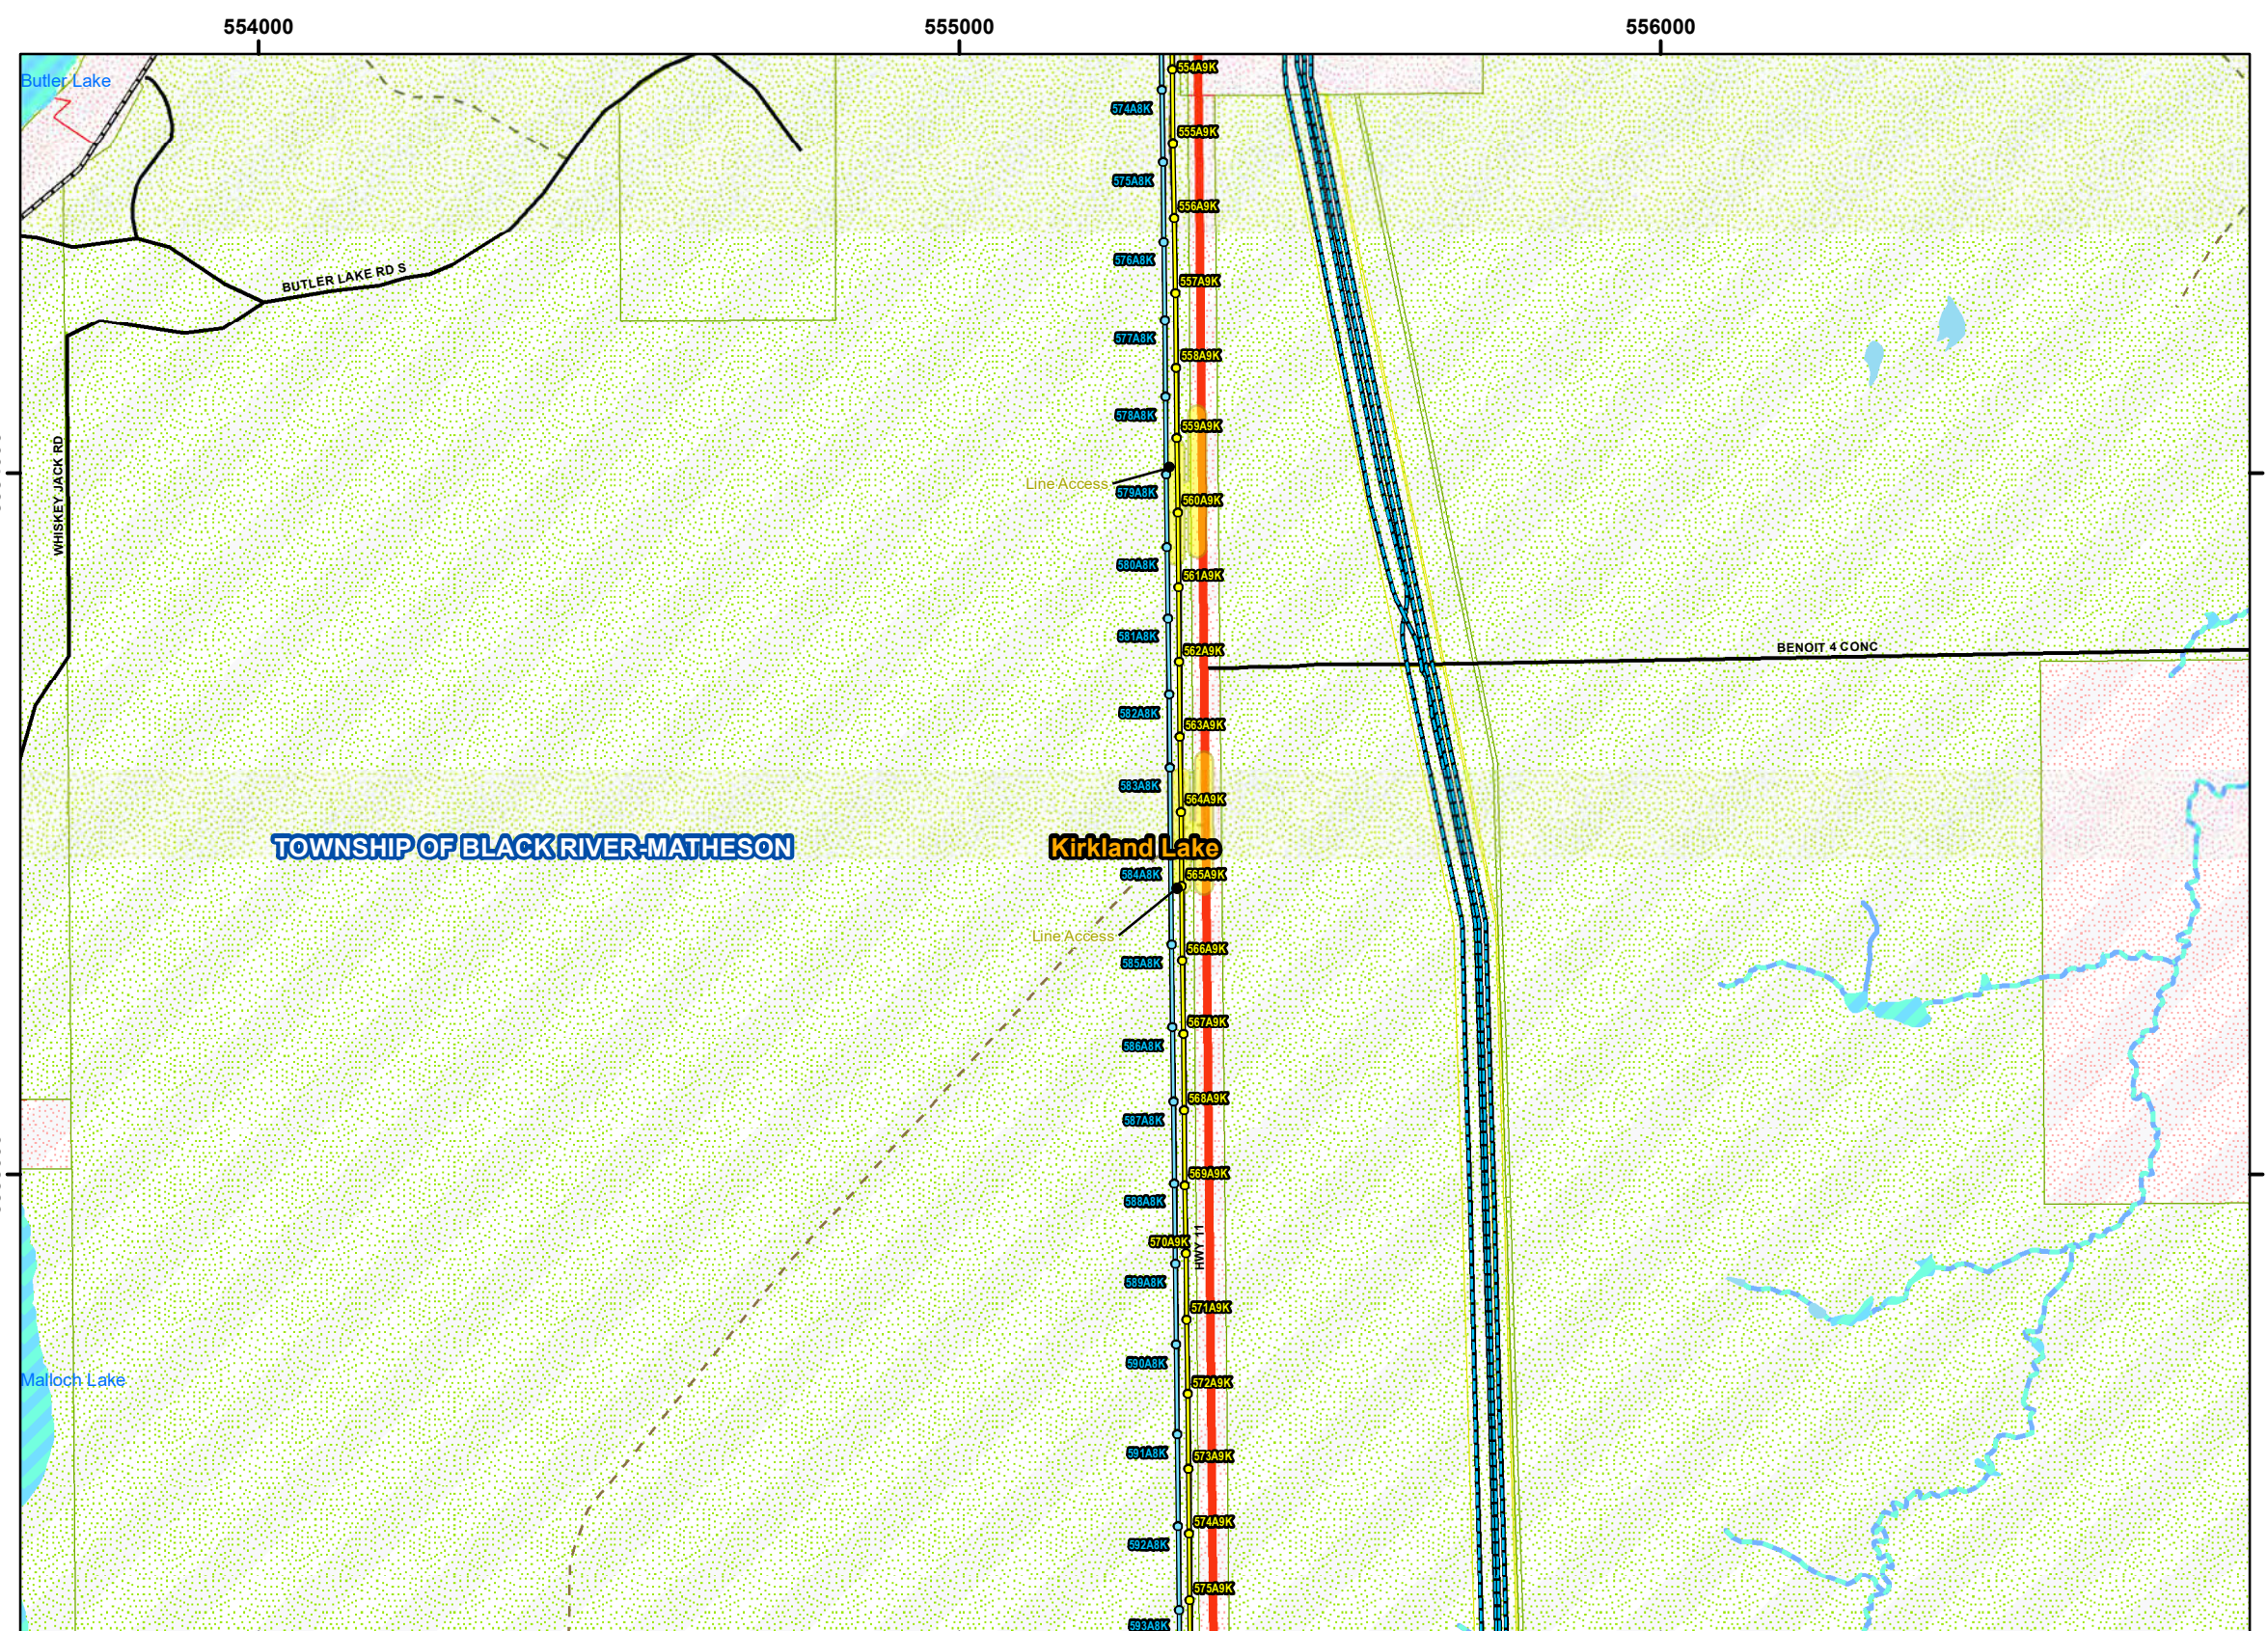 554000
555000
556000
Butler Lake
554A9K
574A8K
555A9K
575A8K
556A9K
576A8K
BUTLER LAKE RD S
557A9K
577A8K
558A9K
578A8K
559A9K
WHISKEY JACK RD
Line Access
579A8K
560A9K
580A8K
561A9K
581A8K
562A9K
BENOIT 4 CONC
582A8K
563A9K
583A8K
564A9K
TOWNSHIP OF BLACK RIVER-MATHESON
Kirkland Lake
584A8K
565A9K
Line Access
566A9K
585A8K
567A9K
586A8K
568A9K
587A8K
569A9K
588A8K
570A9K
HWY 11
589A8K
571A9K
590A8K
Malloch Lake
572A9K
591A8K
573A9K
574A9K
592A8K
575A9K
593A8K